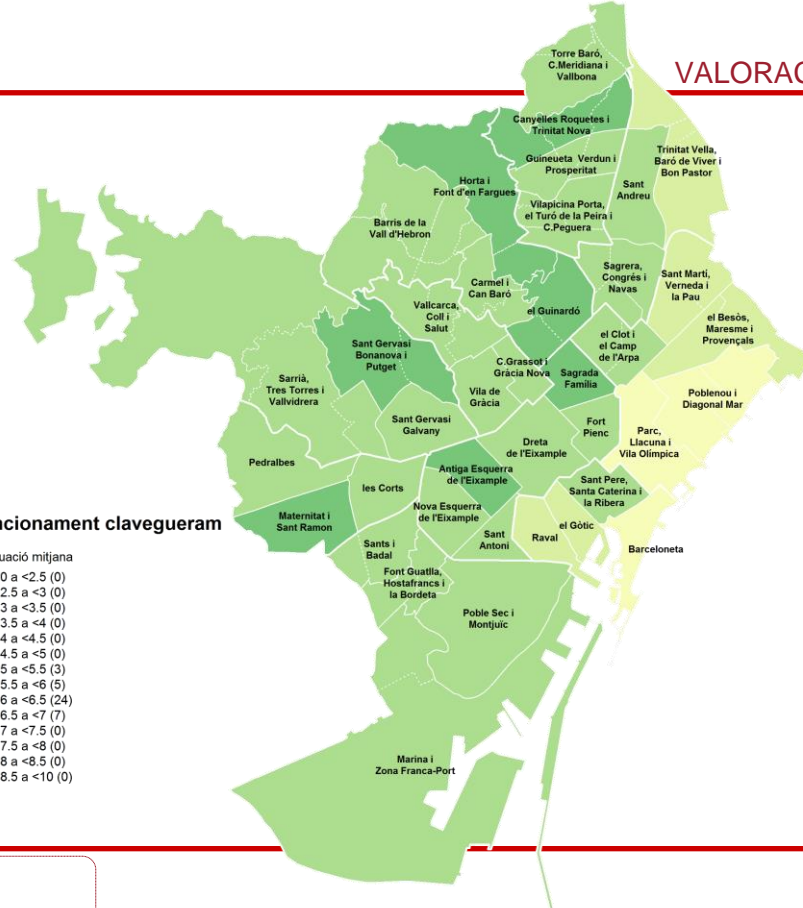 VALORAC
Torre Baró,
C.Meridiana i
Vallbona
Canyelles Roquetes i
Trinitat Nova
Guineueta Verdun i
Prosperitat
Trinitat Vella,
Baró de Viver i
Bon Pastor
Sant
Andreu
Horta i
Font d'en Fargues
Vilapicina Porta,
el Turó de la Peira i
C.Peguera
Barris de la
Vall d'Hebron
Sagrera,
Congrés i
Navas
Sant Martí,
Verneda i
la Pau
Carmel i
Can Baró
Vallcarca,
Coll i
Salut
el Guinardó
el Besòs,
Maresme i
Provençals
el Clot i
el Camp
de l'Arpa
Sant Gervasi
Bonanova i
Putget
C.Grassot i
Gràcia Nova
Sagrada
Família
Sarrià,
Tres Torres i
Vallvidrera
Vila de
Gràcia
Poblenou i
Diagonal Mar
Sant Gervasi
Galvany
Fort
Pienc
Parc,
Llacuna i
Vila Olímpica
Dreta
de l'Eixample
Pedralbes
Antiga Esquerra
de l'Eixample
Sant Pere,
Santa Caterina i
la Ribera
les Corts
Maternitat i
Sant Ramon
Nova Esquerra
de l'Eixample
el Gòtic
Raval
Sant
Antoni
Barceloneta
Sants i
Badal
Font Guatlla,
Hostafrancs i
la Bordeta
Poble Sec i
Montjuïc
Marina i
Zona Franca-Port
ncionament clavegueram
uació mitjana
0 a <2.5 (0)
2.5 a <3 (0)
3 a <3.5 (0)
3.5 a <4 (0)
4 a <4.5 (0)
4.5 a <5 (0)
5 a <5.5 (3)
5.5 a <6 (5)
6 a <6.5 (24)
6.5 a <7 (7)
7 a <7.5 (0)
7.5 a <8 (0)
8 a <8.5 (0)
8.5 a <10 (0)